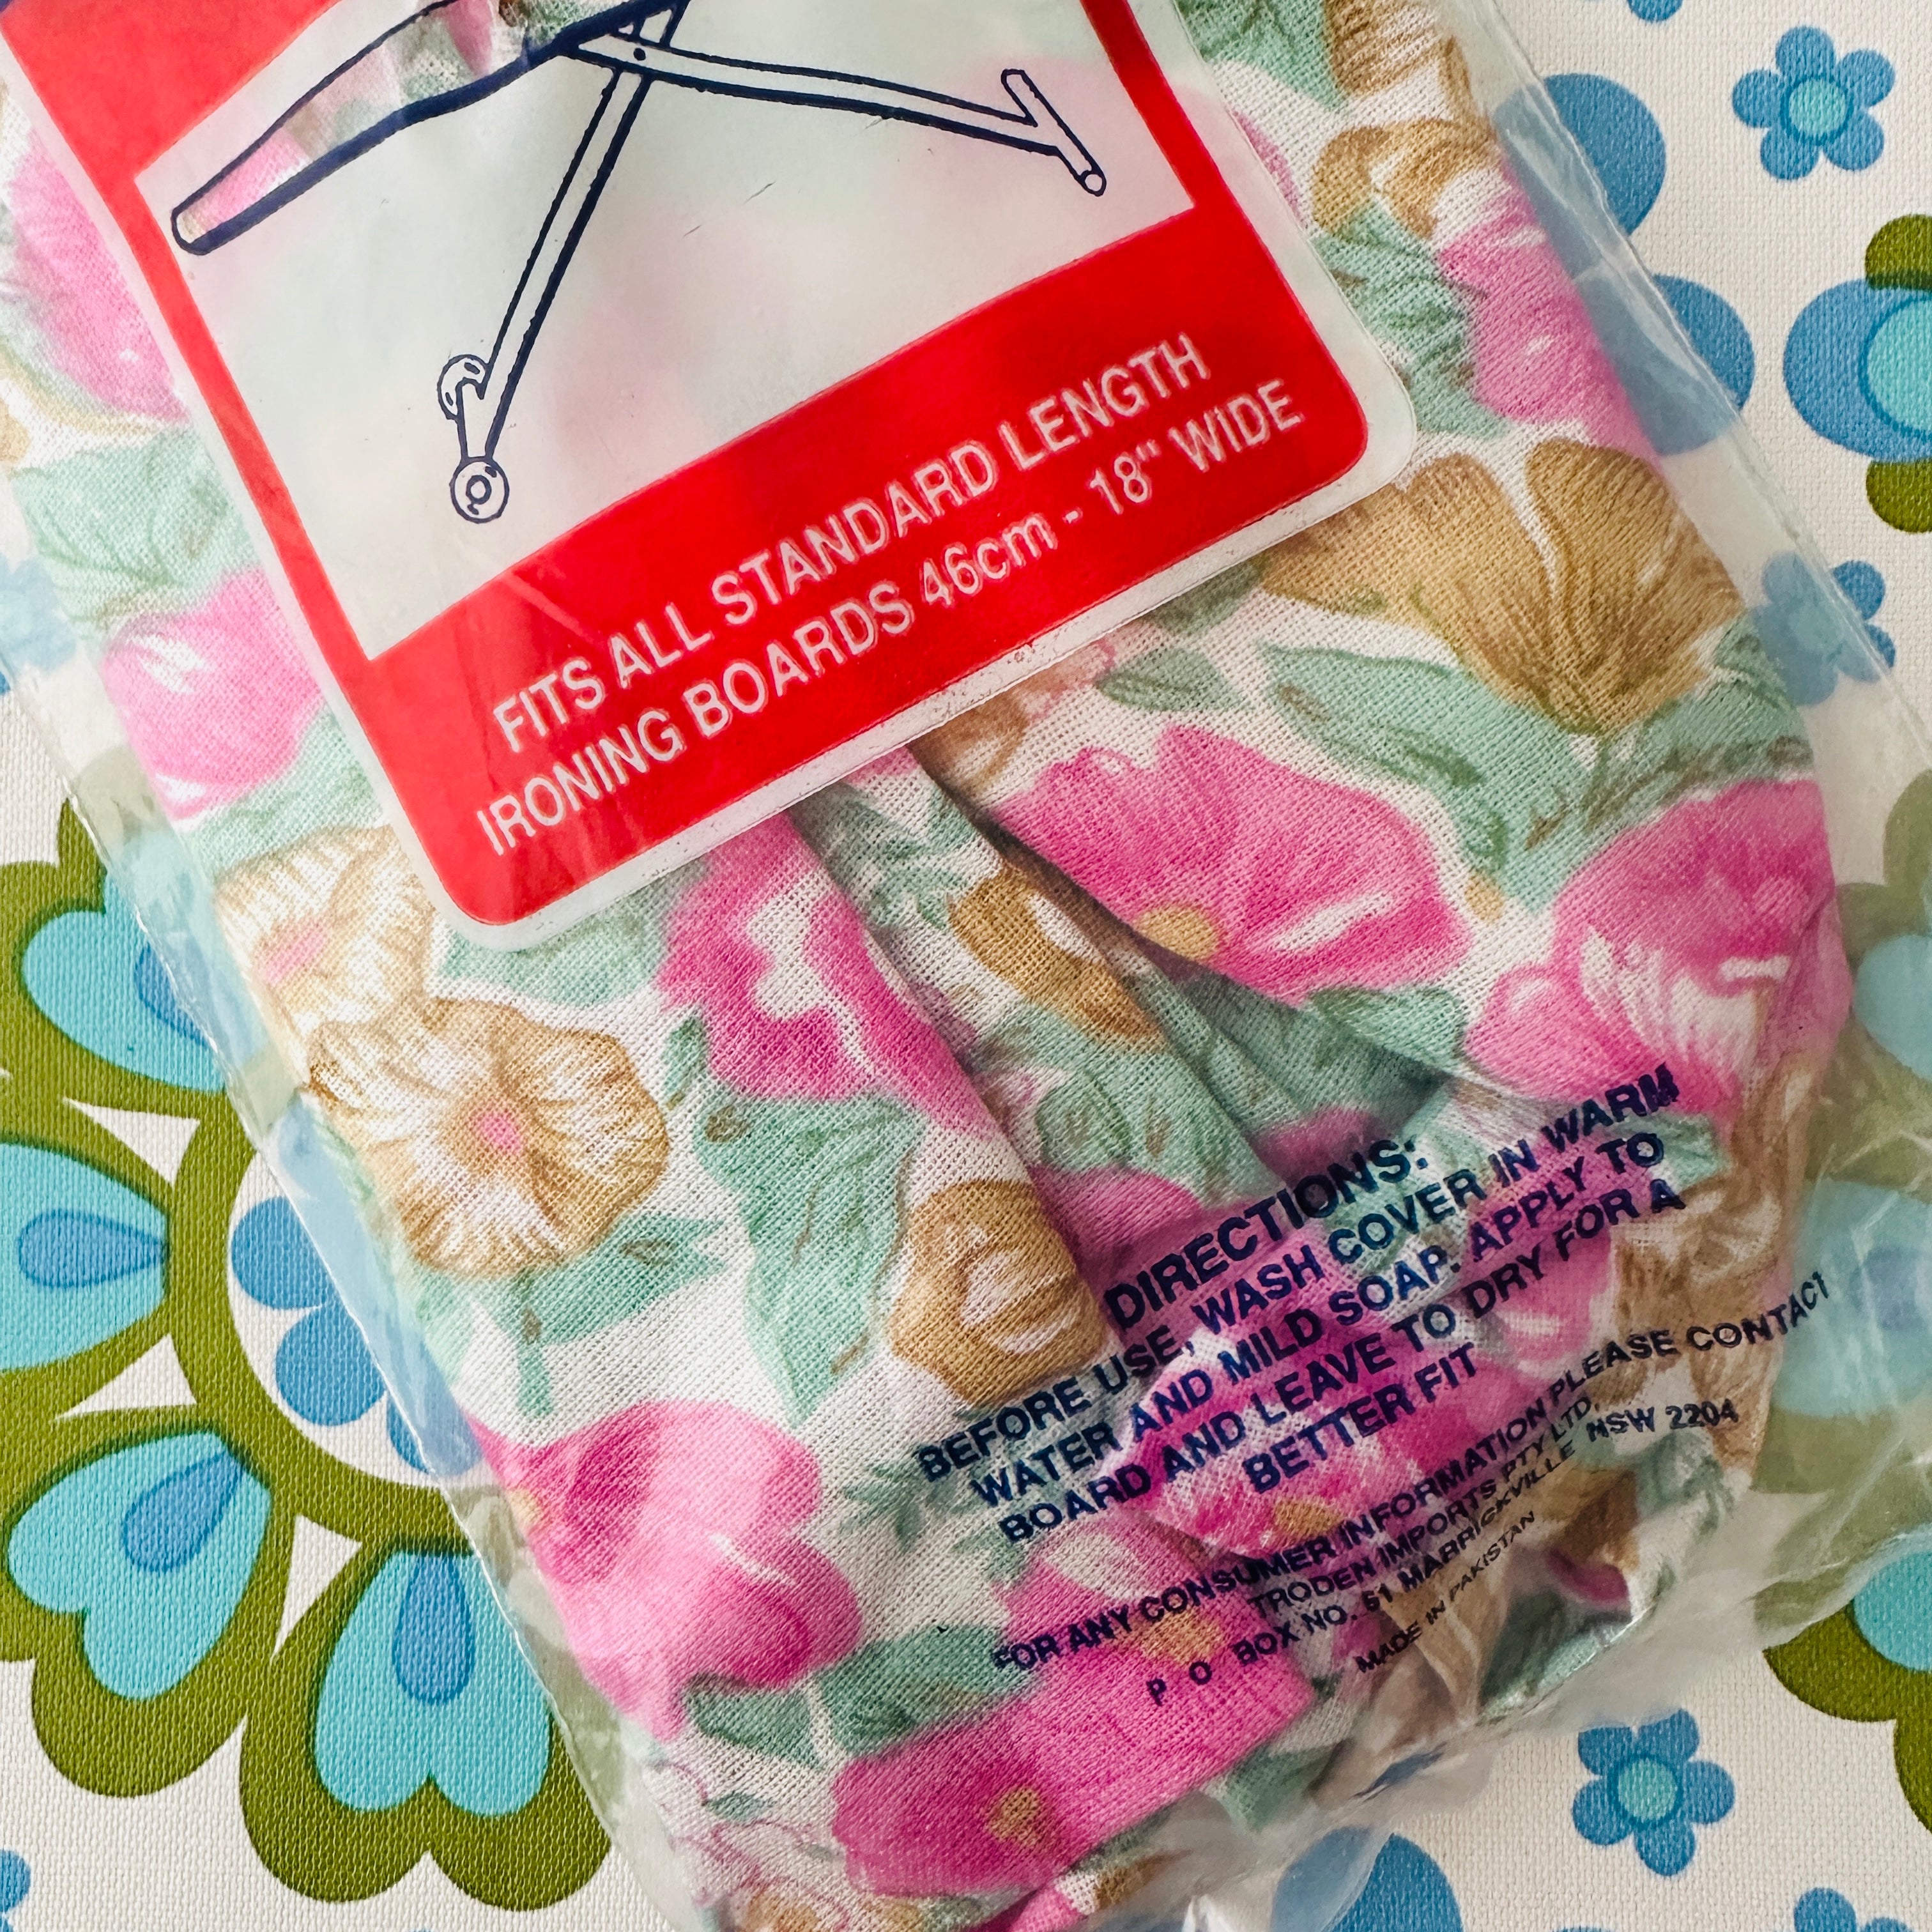 FITS ALL STANDARD LENGTH
IRONING BOARDS 46cm - 18" WIDE
DIRECTIONS:
BEFORE USE, WASH COVER IN WARM
WATER AND MILD SOAP. APPLY TO
BOARD AND LEAVE TO DRY FOR A
BETTER FIT
FOR ANY CONSUMER INFORMATION PLEASE CONTACT
TRODEN IMPORTS PTY LTD.
P O BOX NO. 61 MARRICKVILLE NSW 2204
MADE IN PAKISTAN